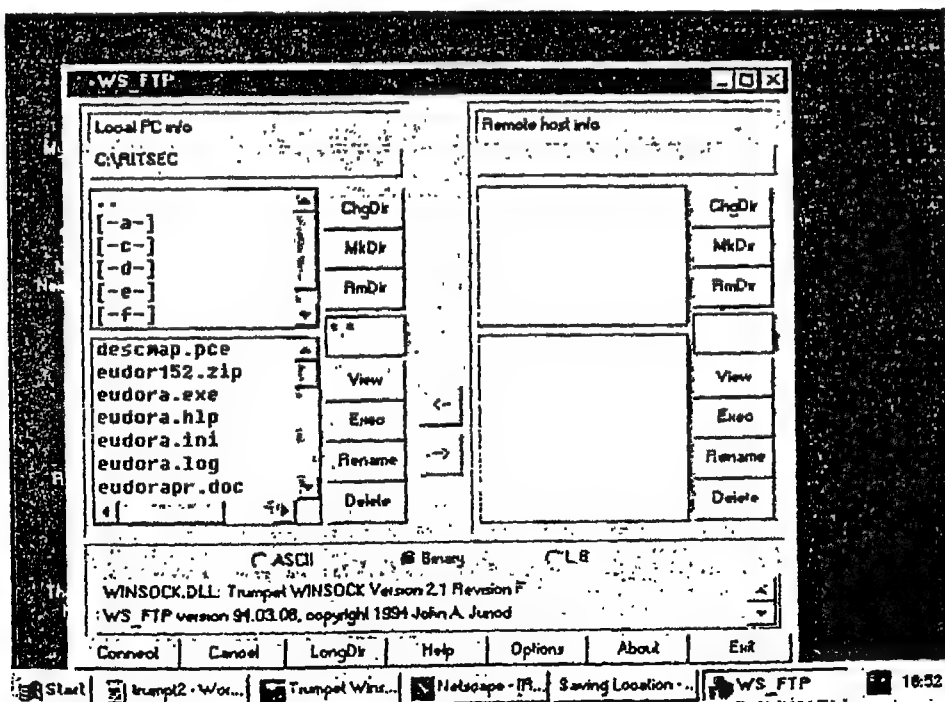 WS_FTP
Local PC info
C:\RITSEC
..
[-a-]
[-c-]
[-d-]
[-e-]
[-f-]
ChgDir
MkDir
RmDir
*.*
descmap.pce
eudor152.zip
eudora.exe
eudora.hlp
eudora.ini
eudora.log
eudorapr.doc
View
Exec
Rename
Delete
<-
->
Remote host info
ChgDir
MkDir
RmDir
View
Exec
Rename
Delete
ASCII
Binary
L8
WINSOCK.DLL: Trumpet WINSOCK Version 2.1 Revision F
WS_FTP version 94.03.08, copyright 1994 John A. Junod
Connect
Cancel
LongDir
Help
Options
About
Exit
Start
trumpt2 - Wor...
Trumpet Wins...
Netscape - [R...
Saving Location - ..
WS_FTP
16:52